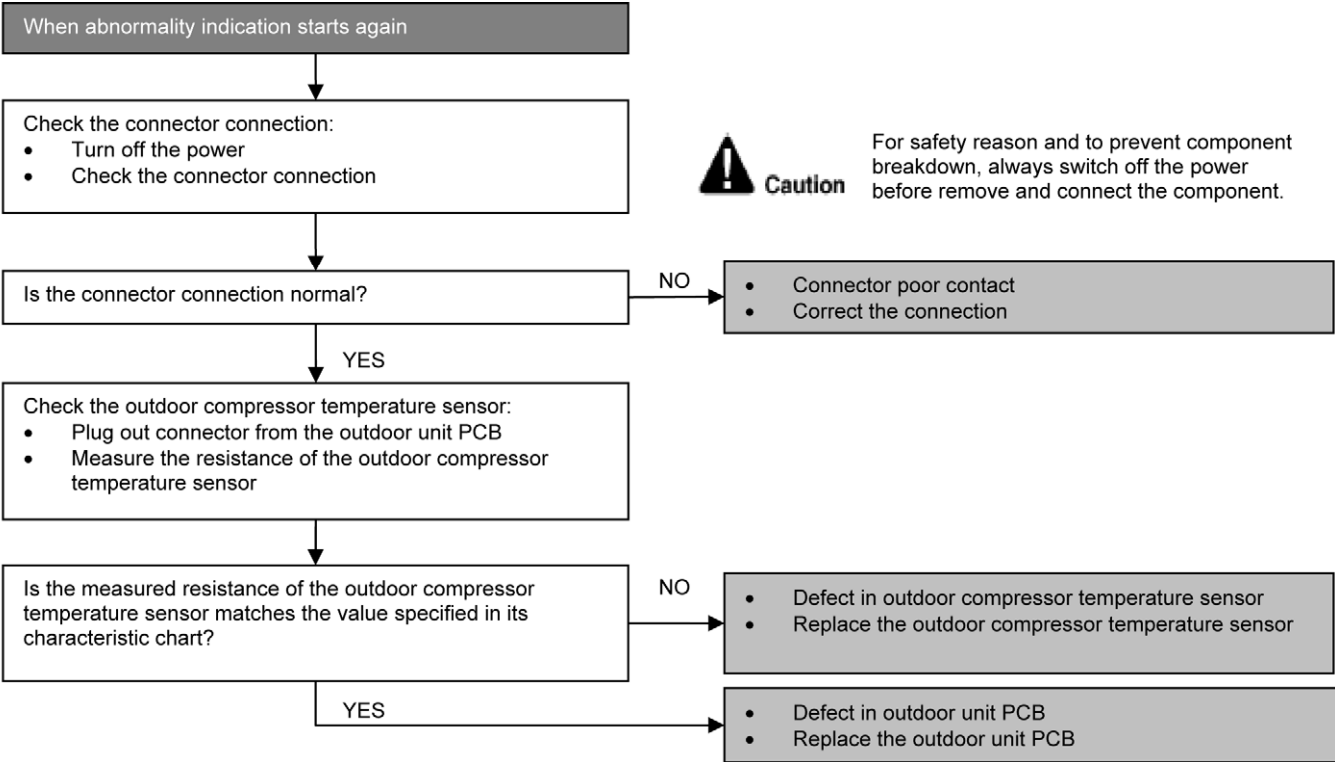 When abnormality indication starts again
Check the connector connection:
• Turn off the power
• Check the connector connection
For safety reason and to prevent component
breakdown, always switch off the power
before remove and connect the component.
Caution
Is the connector connection normal?
NO
• Connector poor contact
• Correct the connection
YES
Check the outdoor compressor temperature sensor:
• Plug out connector from the outdoor unit PCB
• Measure the resistance of the outdoor compressor
temperature sensor
Is the measured resistance of the outdoor compressor
temperature sensor matches the value specified in its
characteristic chart?
NO
• Defect in outdoor compressor temperature sensor
• Replace the outdoor compressor temperature sensor
YES
• Defect in outdoor unit PCB
• Replace the outdoor unit PCB